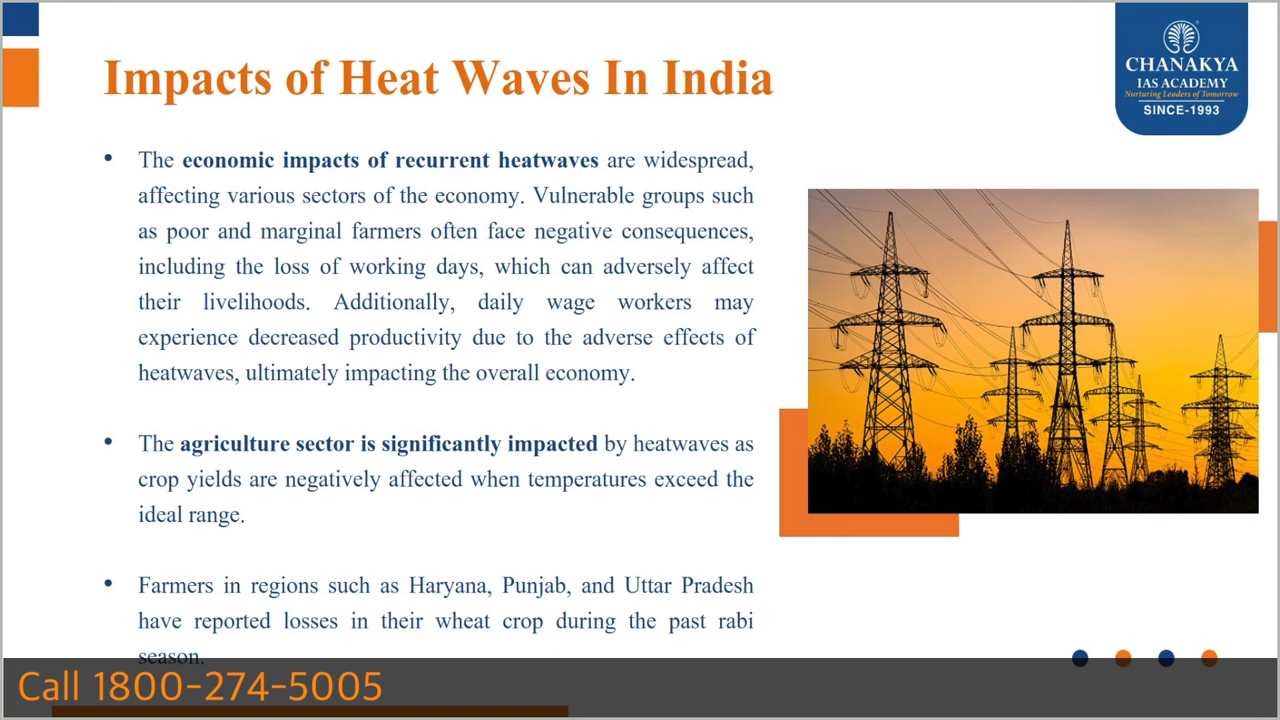 Impacts of Heat Waves In India
CHANAKYA
IAS ACADEMY
Nurturing Leaders of Tomorrow
SINCE-1993
• The economic impacts of recurrent heatwaves are widespread,
affecting various sectors of the economy. Vulnerable groups such
as poor and marginal farmers often face negative consequences,
including the loss of working days, which can adversely affect
their livelihoods. Additionally, daily wage workers may
experience decreased productivity due to the adverse effects of
heatwaves, ultimately impacting the overall economy.
• The agriculture sector is significantly impacted by heatwaves as
crop yields are negatively affected when temperatures exceed the
ideal range.
• Farmers in regions such as Haryana, Punjab, and Uttar Pradesh
have reported losses in their wheat crop during the past rabi
season.
Call 1800-274-5005